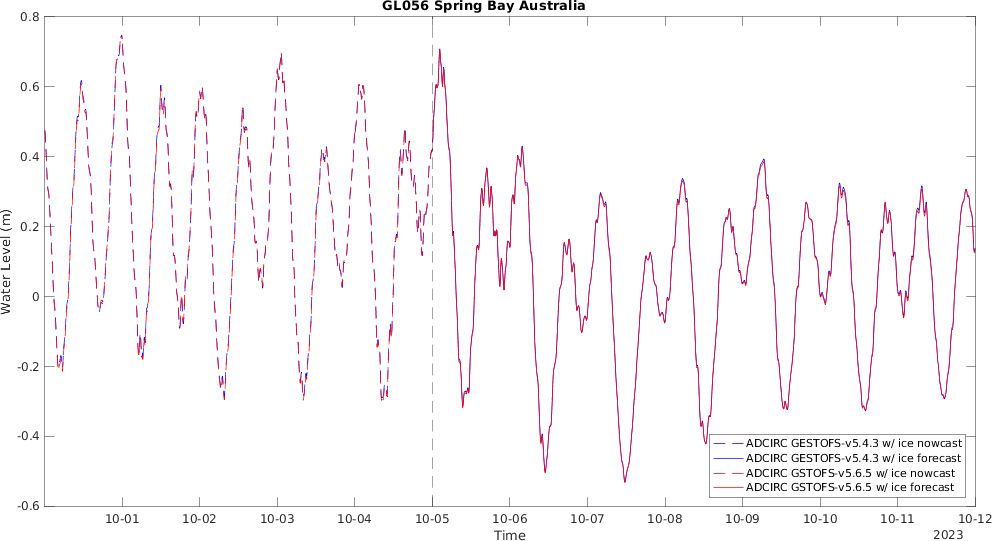 GL056 Spring Bay Australia
Water Level (m)
0.8
0.6
0.4
0.2
0
-0.2
-0.4
-0.6
ADCIRC GESTOFS-v5.4.3 w/ ice nowcast
ADCIRC GESTOFS-v5.4.3 w/ ice forecast
ADCIRC GSTOFS-v5.6.5 w/ ice nowcast
ADCIRC GSTOFS-v5.6.5 w/ ice forecast
10-01 10-02 10-03 10-04 10-05 10-06 10-07 10-08 10-09 10-10 10-11 10-12
Time
2023